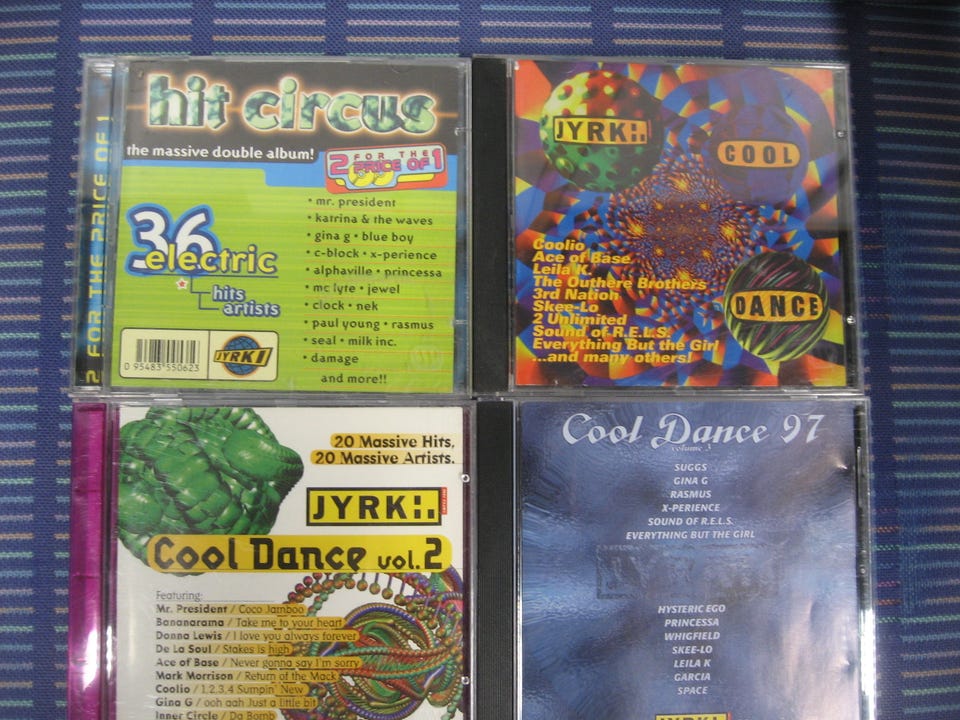 2 FOR THE PRICE OF 1
hit circus
the massive double album!
2 FOR THE PRICE OF 1
36
electric
hits
artists
• mr. president
• katrina & the waves
• gina g • blue boy
• c-block • x-perience
• alphaville • princessa
• mc lyte • jewel
• clock • nek
• paul young • rasmus
• seal • milk inc.
• damage
and more!!
0 95483 550623
JYRKI
JYRK!:.
COOL
DANCE
Coolio
Ace of Base
Leila K.
The Outhere Brothers
3rd Nation
Skee-Lo
2 Unlimited
Sound of R.E.L.S.
Everything But the Girl
...and many others!
20 Massive Hits,
20 Massive Artists.
JYRK!:.
Cool Dance vol.2
Featuring:
Mr. President / Coco Jamboo
Bananarama / Take me to your heart
Donna Lewis / I love you always forever
De La Soul / Stakes is high
Ace of Base / Never gonna say I'm sorry
Mark Morrison / Return of the Mack
Coolio / 1,2,3,4 Sumpin' New
Gina G / ooh aah Just a little bit
Inner Circle / Da Bomb
Cool Dance 97
volume 3
SUGGS
GINA G
RASMUS
X-PERIENCE
SOUND OF R.E.L.S.
EVERYTHING BUT THE GIRL
HYSTERIC EGO
PRINCESSA
WHIGFIELD
SKEE-LO
LEILA K
GARCIA
SPACE
JYRK!:.